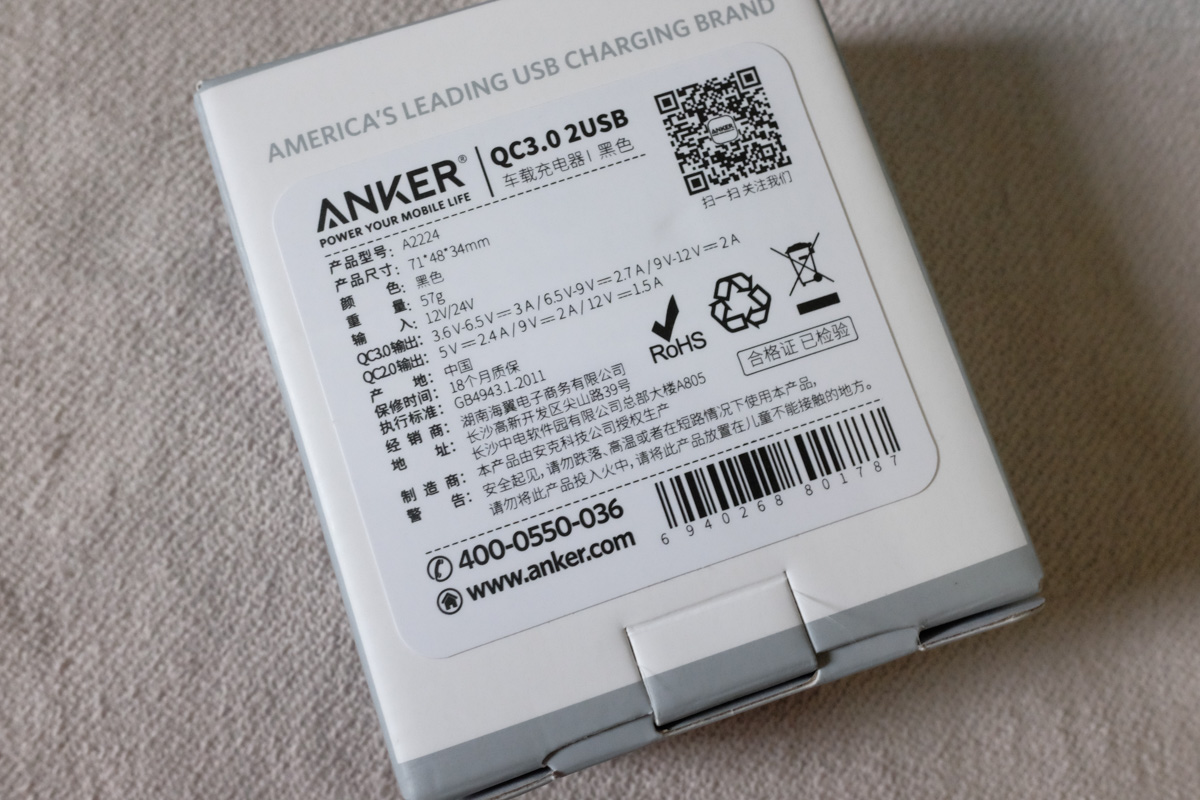 AMERICA'S LEADING USB CHARGING BRAND
ANKER®
POWER YOUR MOBILE LIFE
QC3.0 2USB
车载充电器 | 黑色
ANKER
扫一扫 关注我们
产品型号: A2224
产品尺寸: 71*48*34mm
颜 色: 黑色
重 量: 57g
输 入: 12V/24V
QC3.0输出: 3.6V-6.5V⎓3A/6.5V-9V⎓2.7A/9V-12V⎓2A
QC2.0输出: 5V⎓2.4A/9V⎓2A/12V⎓1.5A
产 地: 中国
保修时间: 18个月质保
执行标准: GB4943.1.2011
经 销 商: 湖南海翼电子商务有限公司
地 址: 长沙高新开发区尖山路39号
长沙中电软件园有限公司总部大楼A805
制 造 商: 本产品由安克科技公司授权生产
警 告: 安全起见,请勿跌落、高温或者在短路情况下使用本产品,
请勿将此产品投入火中,请将此产品放置在儿童不能接触的地方。
RoHS
合格证 已检验
400-0550-036
www.anker.com
6 940268 801787